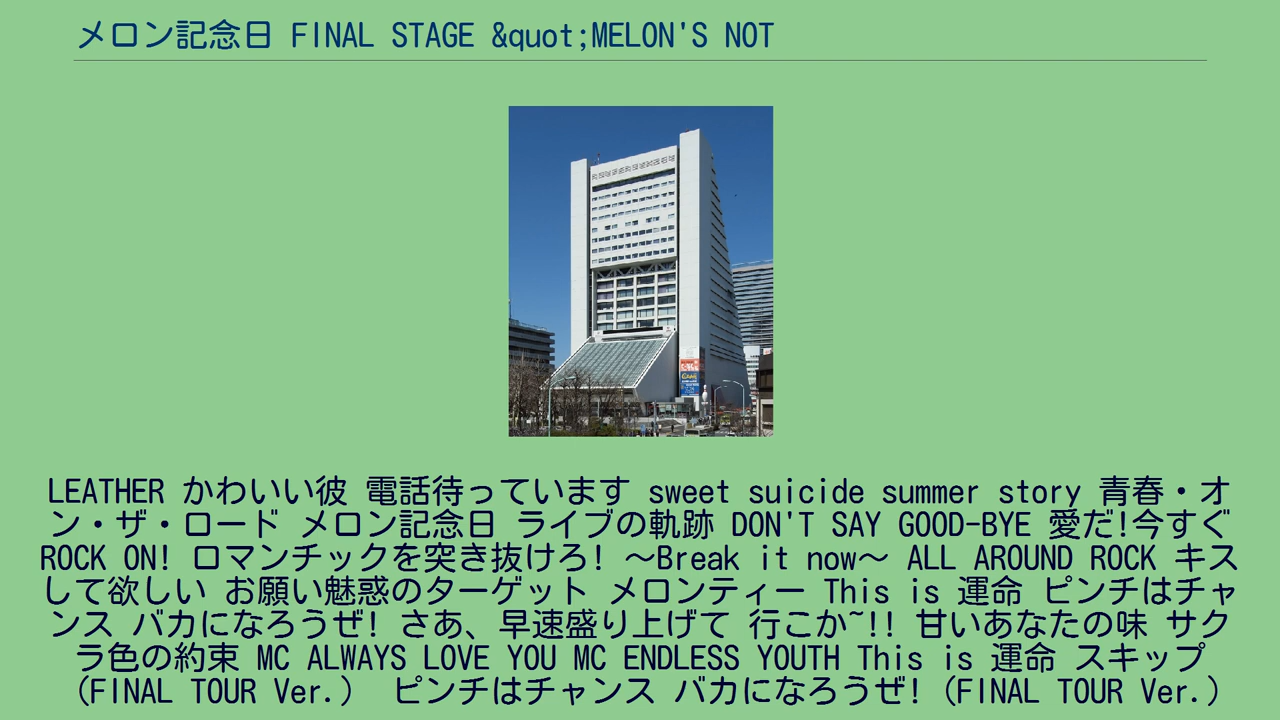 メロン記念日 FINAL STAGE &quot;MELON'S NOT
LEATHER かわいい彼 電話待っています sweet suicide summer story 青春・オ
ン・ザ・ロード メロン記念日 ライブの軌跡 DON'T SAY GOOD-BYE 愛だ!今すぐ
ROCK ON! ロマンチックを突き抜けろ! ～Break it now～ ALL AROUND ROCK キス
して欲しい お願い魅惑のターゲット メロンティー This is 運命 ピンチはチャ
ンス バカになろうぜ! さあ、早速盛り上げて 行こか~!! 甘いあなたの味 サク
ラ色の約束 MC ALWAYS LOVE YOU MC ENDLESS YOUTH This is 運命 スキップ
（FINAL TOUR Ver.） ピンチはチャンス バカになろうぜ!（FINAL TOUR Ver.）